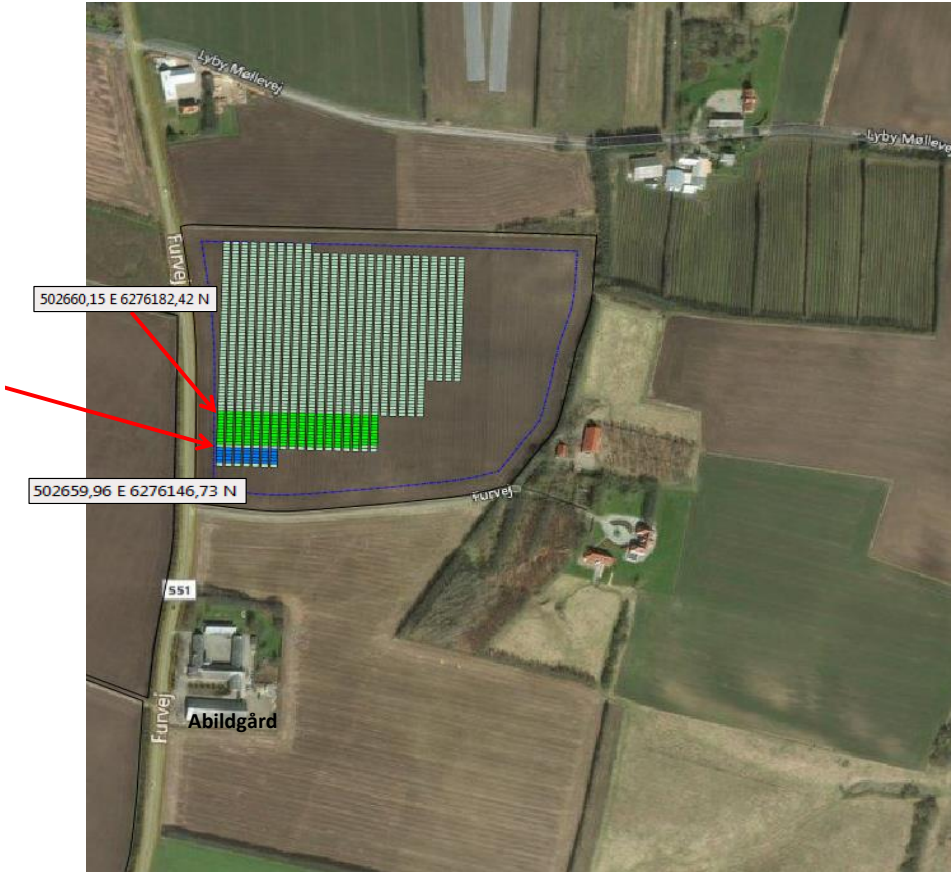 Lyby Møllevej
Lyby Møllevej
Furvej
502660,15 E 6276182,42 N
502659,96 E 6276146,73 N
Furvej
551
Furvej
Abildgård